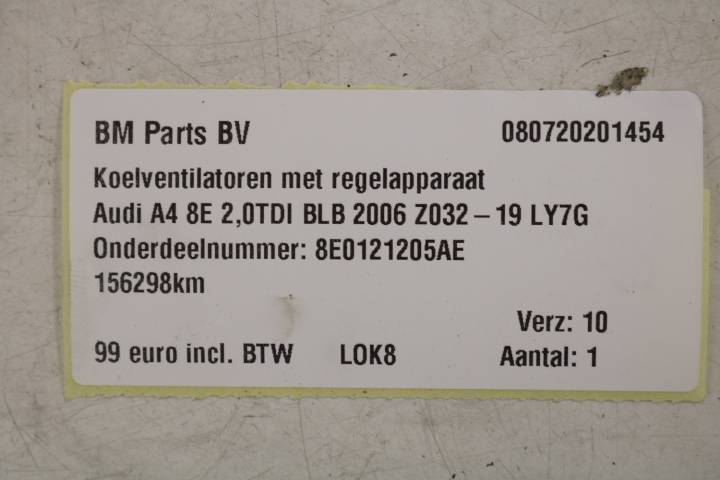 BM Parts BV 080720201454
Koelventilatoren met regelapparaat
Audi A4 8E 2,0TDI BLB 2006 Z032 – 19 LY7G
Onderdeelnummer: 8E0121205AE
156298km
Verz: 10
99 euro incl. BTW LOK8 Aantal: 1